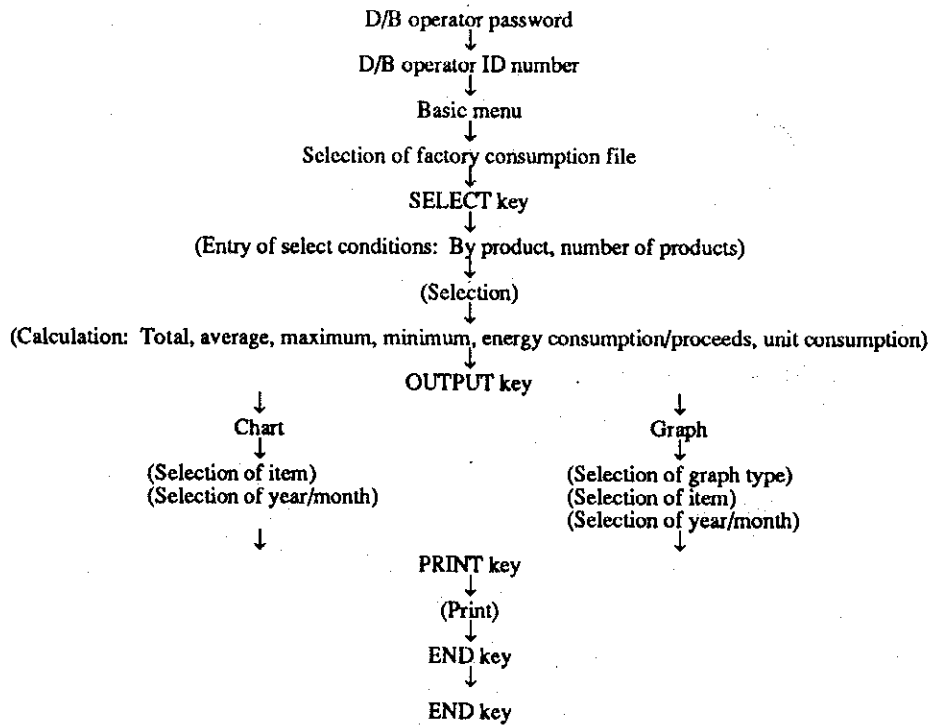 D/B operator password
↓
D/B operator ID number
↓
Basic menu
↓
Selection of factory consumption file
↓
SELECT key
↓
(Entry of select conditions: By product, number of products)
↓
(Selection)
↓
(Calculation: Total, average, maximum, minimum, energy consumption/proceeds, unit consumption)
↓
OUTPUT key
↓ ↓
Chart Graph
↓ ↓
(Selection of item) (Selection of graph type)
(Selection of year/month) (Selection of item)
(Selection of year/month)
↓ ↓
PRINT key
↓
(Print)
↓
END key
↓
END key